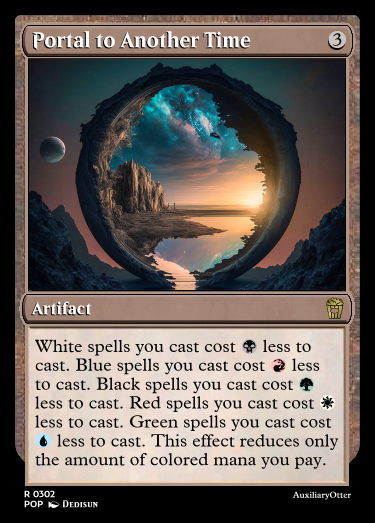 Portal to Another Time 3
Artifact
White spells you cast cost less to
cast. Blue spells you cast cost less
to cast. Black spells you cast cost
less to cast. Red spells you cast cost
less to cast. Green spells you cast cost
less to cast. This effect reduces only
the amount of colored mana you pay.
R 0302
POP Dedisun
AuxiliaryOtter